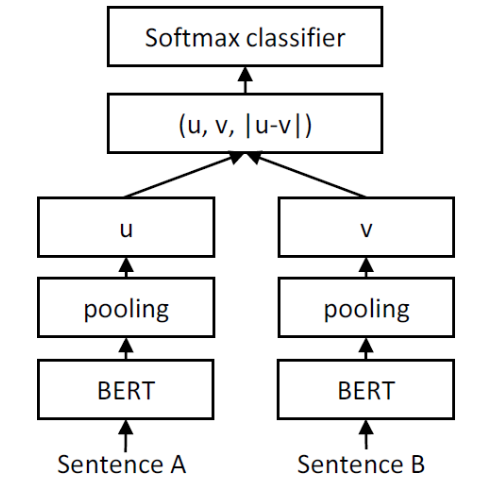 Softmax classifier
(u, v, |u-v|)
u
v
pooling
pooling
BERT
BERT
Sentence A
Sentence B